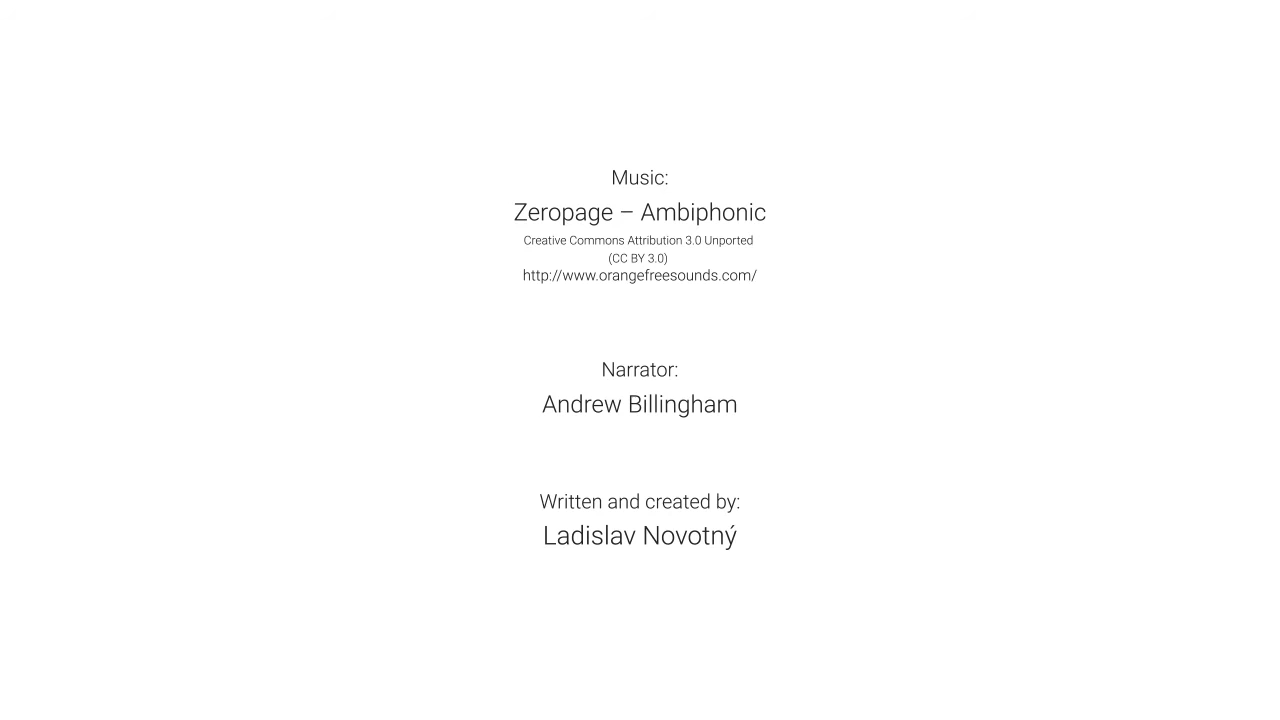 Music:
Zeropage – Ambiphonic
Creative Commons Attribution 3.0 Unported
(CC BY 3.0)
http://www.orangefreesounds.com/
Narrator:
Andrew Billingham
Written and created by:
Ladislav Novotný